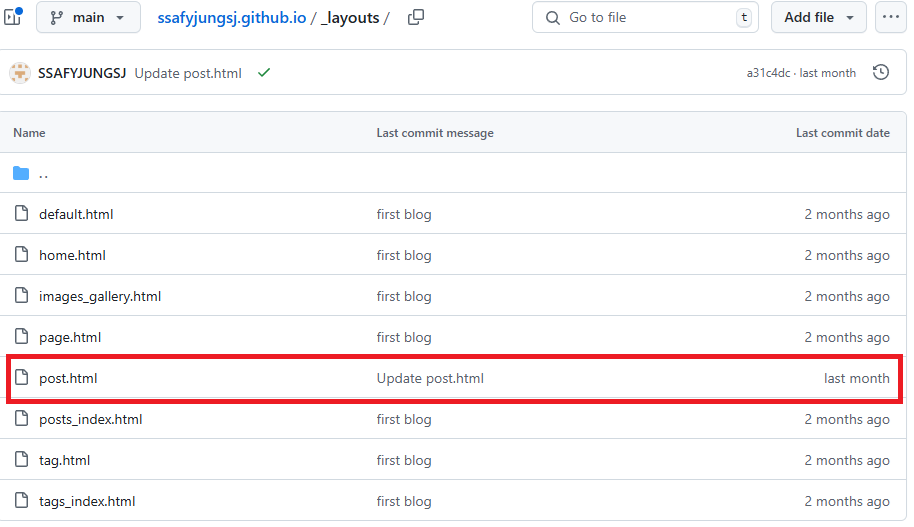 main ssafyjungsj.github.io / _layouts / Go to file t Add file
SSAFYJUNGSJ Update post.html a31c4dc · last month
Name Last commit message Last commit date
..
default.html first blog 2 months ago
home.html first blog 2 months ago
images_gallery.html first blog 2 months ago
page.html first blog 2 months ago
post.html Update post.html last month
posts_index.html first blog 2 months ago
tag.html first blog 2 months ago
tags_index.html first blog 2 months ago